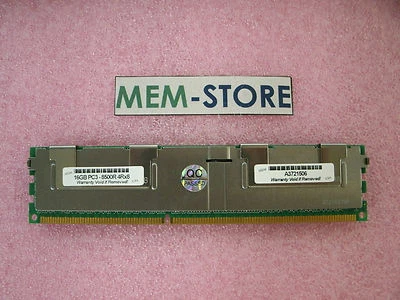 MEM-STORE
16GB PC3 - 8500R 4Rx8
Warranty Void if Removed!
QC
PASSED
A3721506
Warranty Void if Removed!